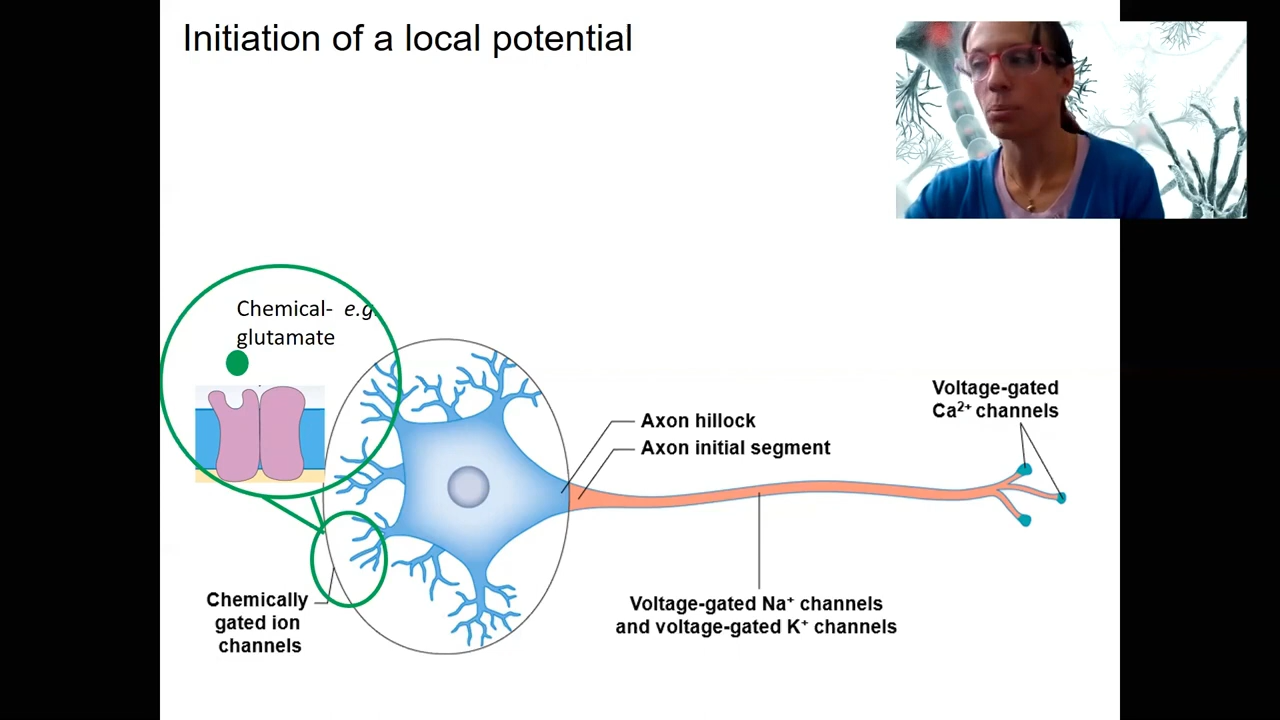 Initiation of a local potential
Chemical- e.g.
glutamate
Voltage-gated
Ca²⁺ channels
Axon hillock
Axon initial segment
Chemically
gated ion
channels
Voltage-gated Na⁺ channels
and voltage-gated K⁺ channels